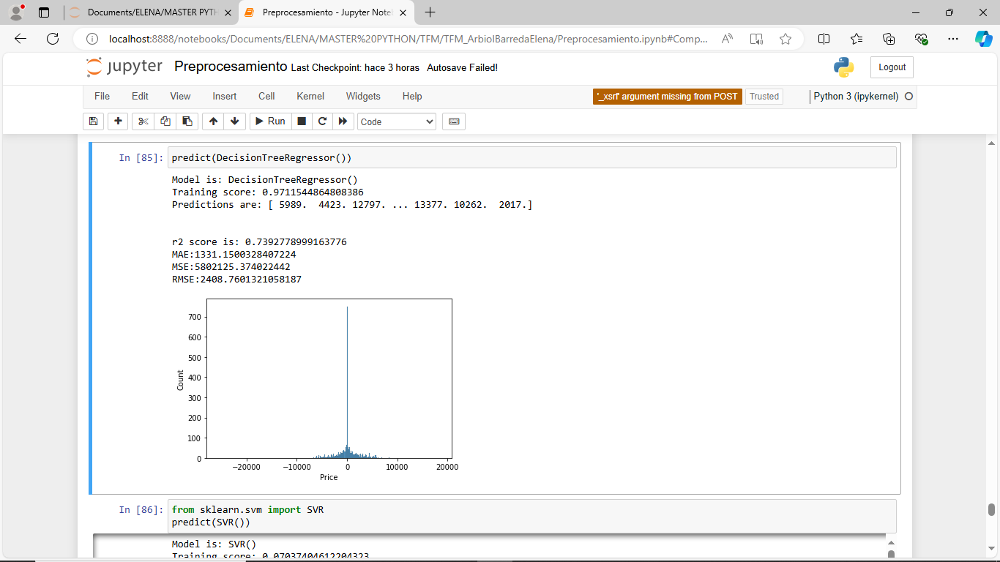 Documents/ELENA/MASTER PYTH
Preprocesamiento - Jupyter Note
localhost:8888/notebooks/Documents/ELENA/MASTER%20PYTHON/TFM/TFM_ArbiolBarredaElena/Preprocesamiento.ipynb#Comp...
jupyter Preprocesamiento Last Checkpoint: hace 3 horas Autosave Failed!
Logout
File Edit View Insert Cell Kernel Widgets Help
'_xsrf' argument missing from POST
Trusted
Python 3 (ipykernel)
Run
Code
In [85]: predict(DecisionTreeRegressor())
Model is: DecisionTreeRegressor()
Training score: 0.9711544864808386
Predictions are: [ 5989. 4423. 12797. ... 13377. 10262. 2017.]
r2 score is: 0.7392778999163776
MAE:1331.1500328407224
MSE:5802125.374022442
RMSE:2408.7601321058187
700
600
500
400
300
200
100
0
Count
−20000 −10000 0 10000 20000
Price
In [86]: from sklearn.svm import SVR
predict(SVR())
Model is: SVR()
Training score: 0.07037404612204323